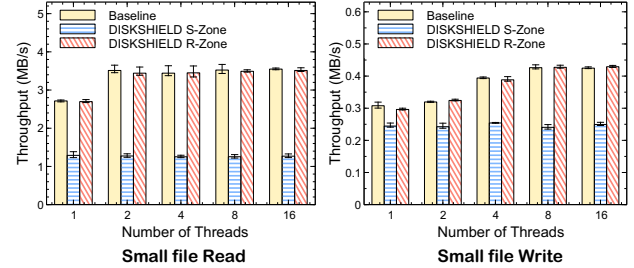 Throughput (MB/s)
5
4
3
2
1
0
Baseline
DISKSHIELD S-Zone
DISKSHIELD R-Zone
1 2 4 8 16
Number of Threads
Small file Read
Throughput (MB/s)
0.6
0.5
0.4
0.3
0.2
0.1
0
Baseline
DISKSHIELD S-Zone
DISKSHIELD R-Zone
1 2 4 8 16
Number of Threads
Small file Write